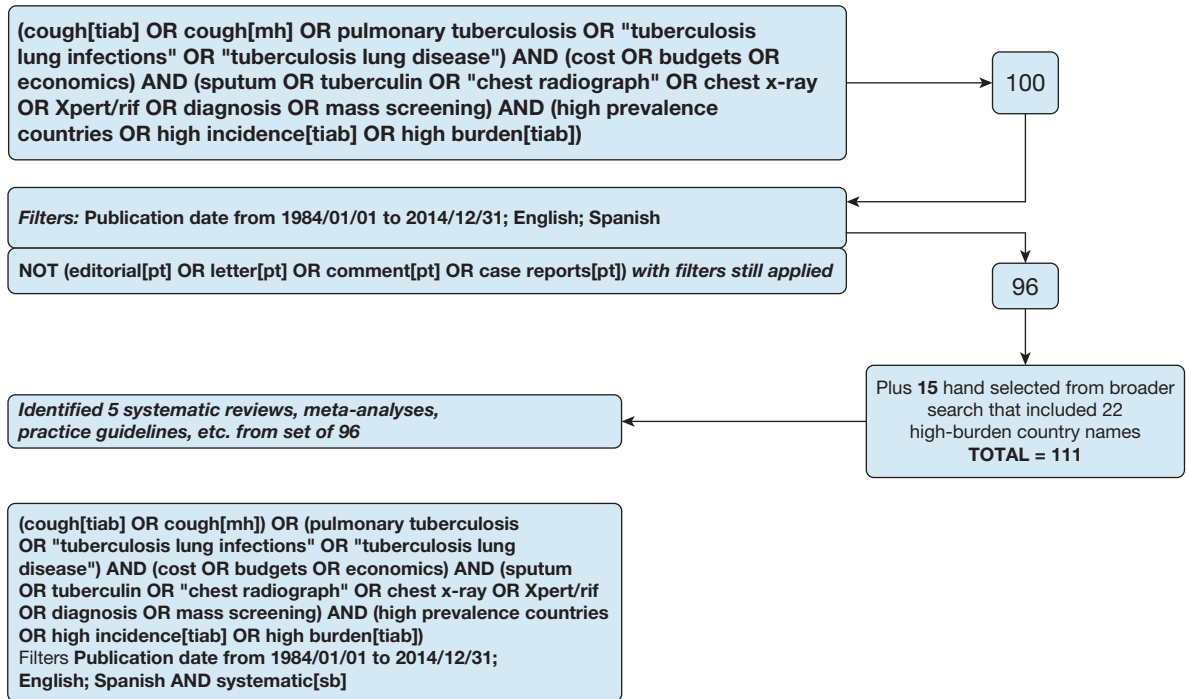 (cough[tiab] OR cough[mh] OR pulmonary tuberculosis OR "tuberculosis
lung infections" OR "tuberculosis lung disease") AND (cost OR budgets OR
economics) AND (sputum OR tuberculin OR "chest radiograph" OR chest x-ray
OR Xpert/rif OR diagnosis OR mass screening) AND (high prevalence
countries OR high incidence[tiab] OR high burden[tiab])
100
Filters: Publication date from 1984/01/01 to 2014/12/31; English; Spanish
NOT (editorial[pt] OR letter[pt] OR comment[pt] OR case reports[pt]) with filters still applied
96
Plus 15 hand selected from broader
search that included 22
high-burden country names
TOTAL = 111
Identified 5 systematic reviews, meta-analyses,
practice guidelines, etc. from set of 96
(cough[tiab] OR cough[mh]) OR (pulmonary tuberculosis
OR "tuberculosis lung infections" OR "tuberculosis lung
disease") AND (cost OR budgets OR economics) AND (sputum
OR tuberculin OR "chest radiograph" OR chest x-ray OR Xpert/rif
OR diagnosis OR mass screening) AND (high prevalence countries
OR high incidence[tiab] OR high burden[tiab])
Filters Publication date from 1984/01/01 to 2014/12/31;
English; Spanish AND systematic[sb]